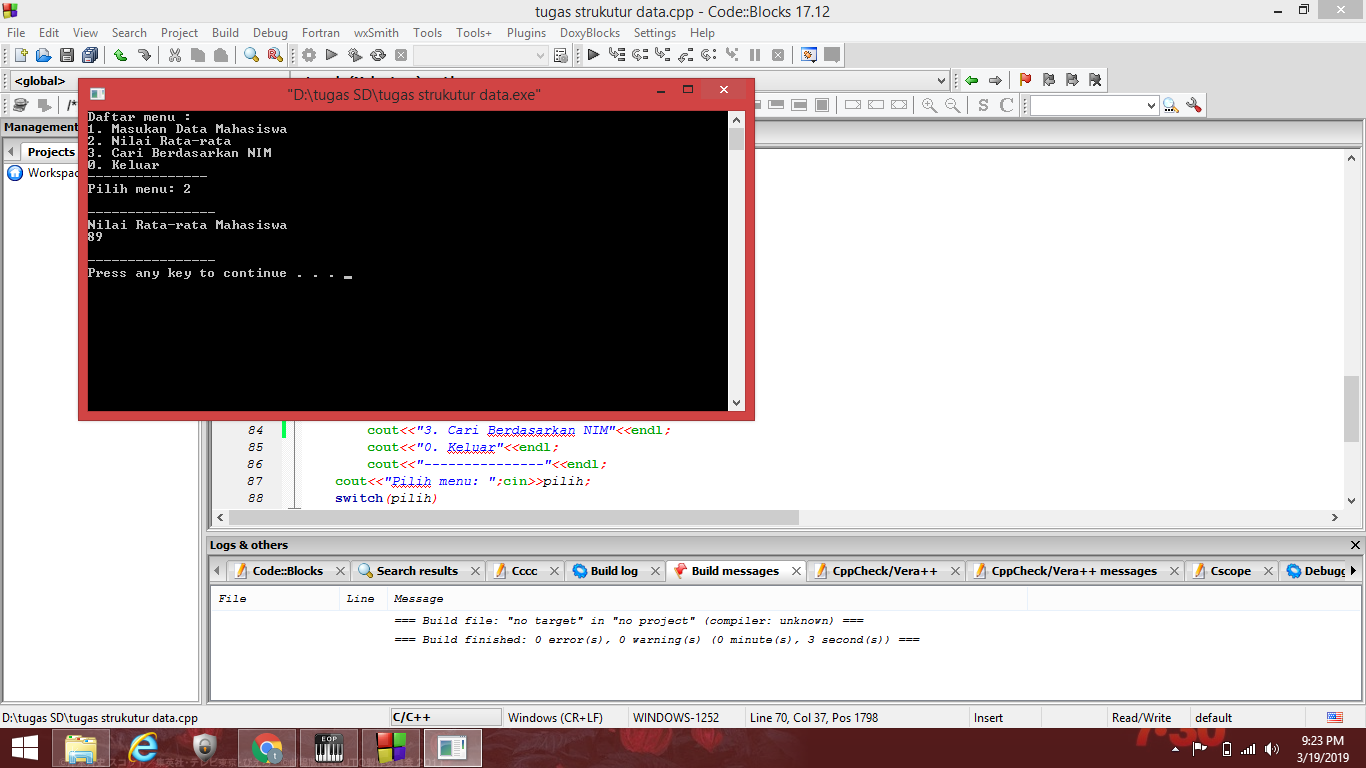 tugas strukutur data.cpp - Code::Blocks 17.12
File Edit View Search Project Build Debug Fortran wxSmith Tools Tools+ Plugins DoxyBlocks Settings Help
<global>
/*
S C
"D:\tugas SD\tugas strukutur data.exe"
Daftar menu :
1. Masukan Data Mahasiswa
2. Nilai Rata-rata
3. Cari Berdasarkan NIM
0. Keluar
---------------
Pilih menu: 2
----------------
Nilai Rata-rata Mahasiswa
89
----------------
Press any key to continue . . . _
Management
Projects
Workspac
84 cout<<"3. Cari Berdasarkan NIM"<<endl;
85 cout<<"0. Keluar"<<endl;
86 cout<<"---------------"<<endl;
87 cout<<"Pilih menu: ";cin>>pilih;
88 switch(pilih)
Logs & others
Code::Blocks Search results Cccc Build log Build messages CppCheck/Vera++ CppCheck/Vera++ messages Cscope Debugg
File Line Message
=== Build file: "no target" in "no project" (compiler: unknown) ===
=== Build finished: 0 error(s), 0 warning(s) (0 minute(s), 3 second(s)) ===
D:\tugas SD\tugas strukutur data.cpp C/C++ Windows (CR+LF) WINDOWS-1252 Line 70, Col 37, Pos 1798 Insert Read/Write default
EOP
9:23 PM
3/19/2019